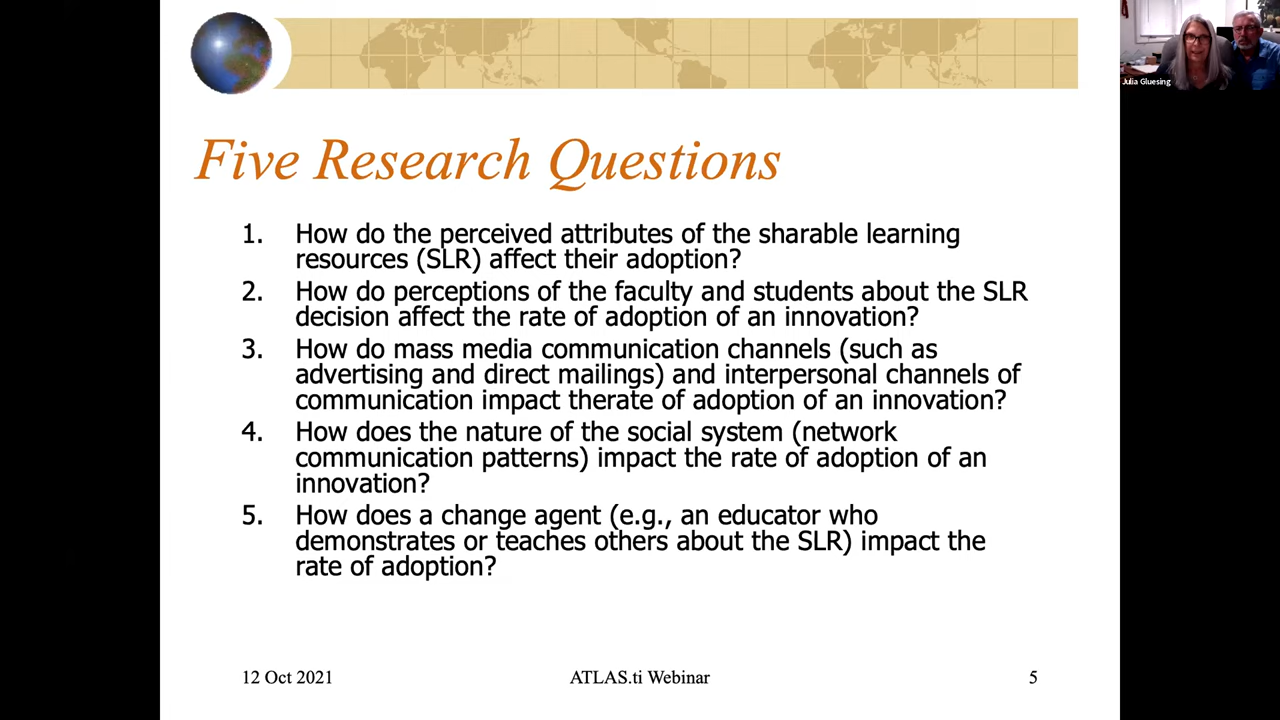 Julia Gluesing
Five Research Questions
1. How do the perceived attributes of the sharable learning
resources (SLR) affect their adoption?
2. How do perceptions of the faculty and students about the SLR
decision affect the rate of adoption of an innovation?
3. How do mass media communication channels (such as
advertising and direct mailings) and interpersonal channels of
communication impact therate of adoption of an innovation?
4. How does the nature of the social system (network
communication patterns) impact the rate of adoption of an
innovation?
5. How does a change agent (e.g., an educator who
demonstrates or teaches others about the SLR) impact the
rate of adoption?
12 Oct 2021 ATLAS.ti Webinar 5